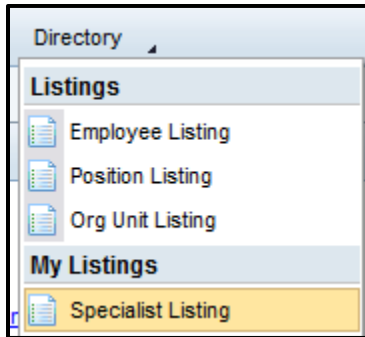 Directory
Listings
Employee Listing
Position Listing
Org Unit Listing
My Listings
Specialist Listing